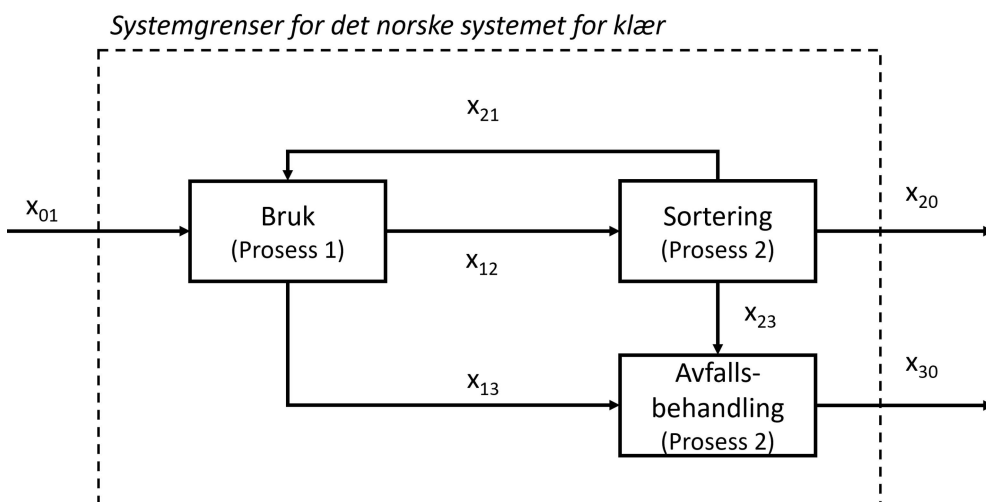 Systemgrenser for det norske systemet for klær
x21
x01
Bruk
(Prosess 1)
x12
Sortering
(Prosess 2)
x20
x23
x13
Avfalls-
behandling
(Prosess 2)
x30